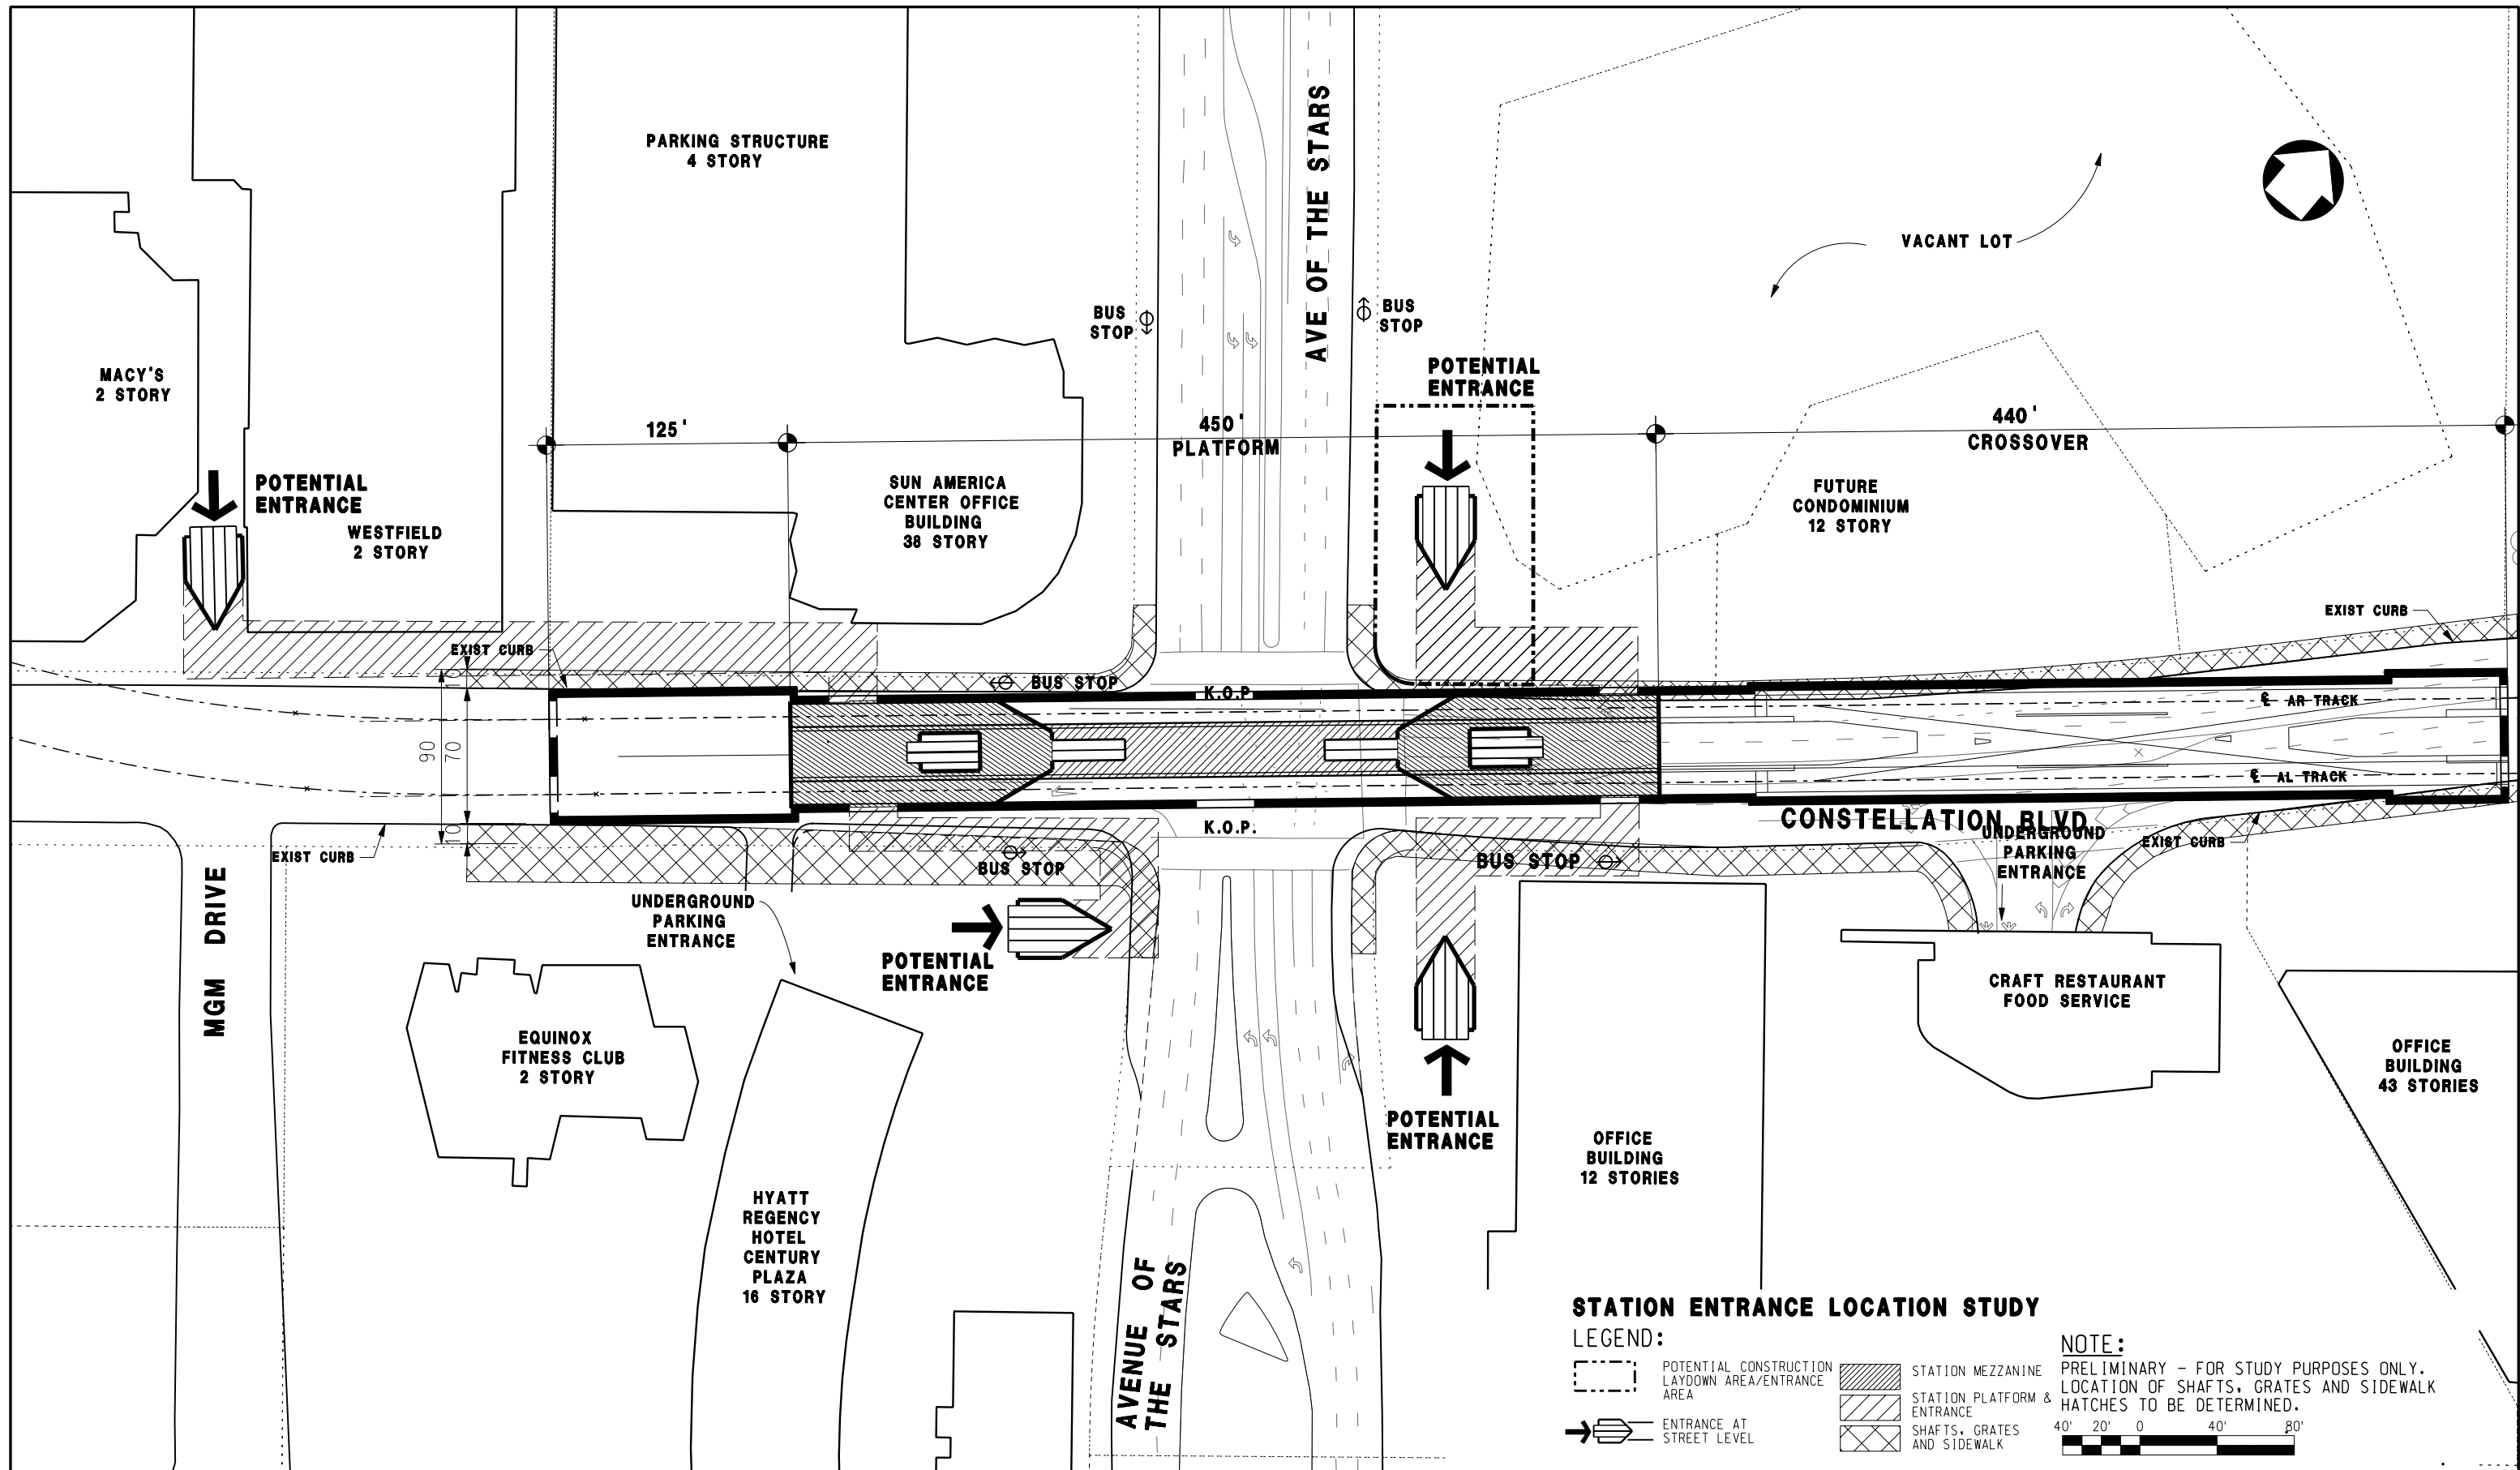 PARKING STRUCTURE
4 STORY
AVE OF THE STARS
VACANT LOT
BUS
STOP
BUS
STOP
MACY'S
2 STORY
POTENTIAL
ENTRANCE
125'
450'
PLATFORM
440'
CROSSOVER
POTENTIAL
ENTRANCE
WESTFIELD
2 STORY
SUN AMERICA
CENTER OFFICE
BUILDING
38 STORY
FUTURE
CONDOMINIUM
12 STORY
EXIST CURB
EXIST CURB
BUS STOP
K.O.P.
℄ AR TRACK
10
90
70
10
℄ AL TRACK
CONSTELLATION BLVD
K.O.P.
EXIST CURB
BUS STOP
BUS STOP
UNDERGROUND
PARKING
ENTRANCE
EXIST CURB
MGM DRIVE
UNDERGROUND
PARKING
ENTRANCE
POTENTIAL
ENTRANCE
CRAFT RESTAURANT
FOOD SERVICE
EQUINOX
FITNESS CLUB
2 STORY
OFFICE
BUILDING
43 STORIES
POTENTIAL
ENTRANCE
OFFICE
BUILDING
12 STORIES
HYATT
REGENCY
HOTEL
CENTURY
PLAZA
16 STORY
AVENUE OF
THE STARS
STATION ENTRANCE LOCATION STUDY
LEGEND:
POTENTIAL CONSTRUCTION
LAYDOWN AREA/ENTRANCE
AREA
ENTRANCE AT
STREET LEVEL
STATION MEZZANINE
STATION PLATFORM &
ENTRANCE
SHAFTS, GRATES
AND SIDEWALK
NOTE:
PRELIMINARY - FOR STUDY PURPOSES ONLY.
LOCATION OF SHAFTS, GRATES AND SIDEWALK
HATCHES TO BE DETERMINED.
40' 20' 0 40' 80'